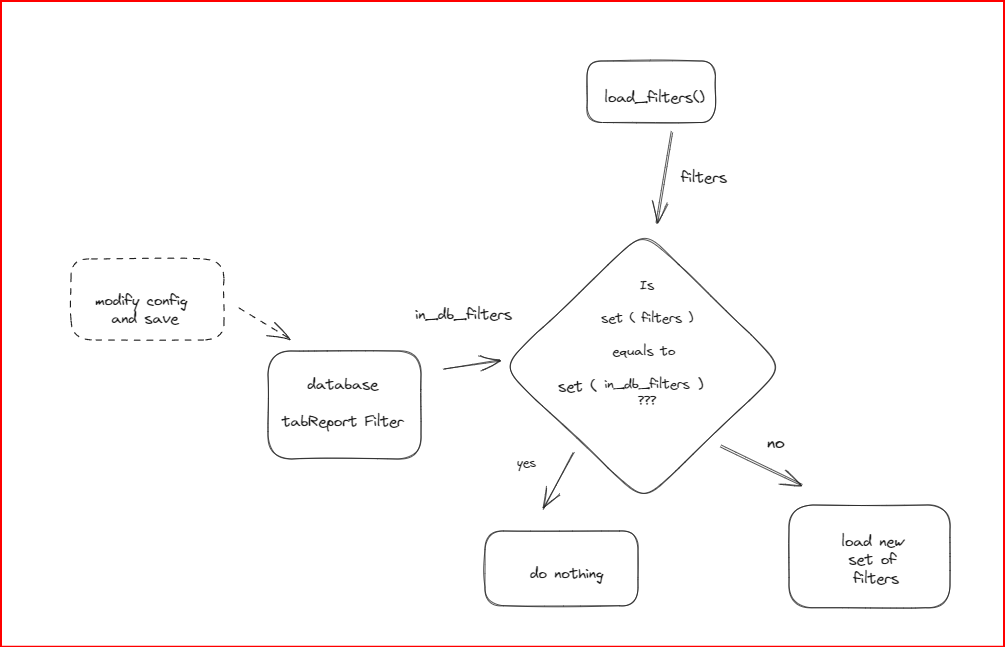 load_filters()
filters
modify config
and save
in_db_filters
database
tabReport Filter
Is
set ( filters )
equals to
set ( in_db_filters )
???
yes
no
do nothing
load new
set of
filters